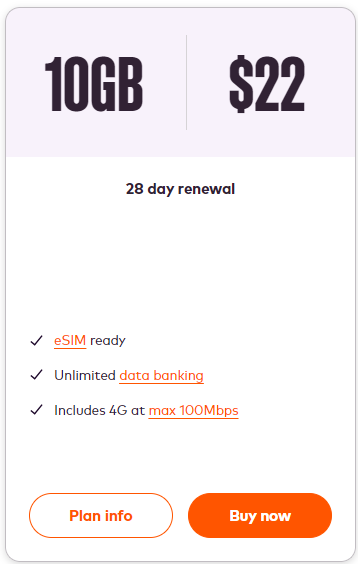 10GB
$22
28 day renewal
eSIM ready
Unlimited data banking
Includes 4G at max 100Mbps
Plan info
Buy now